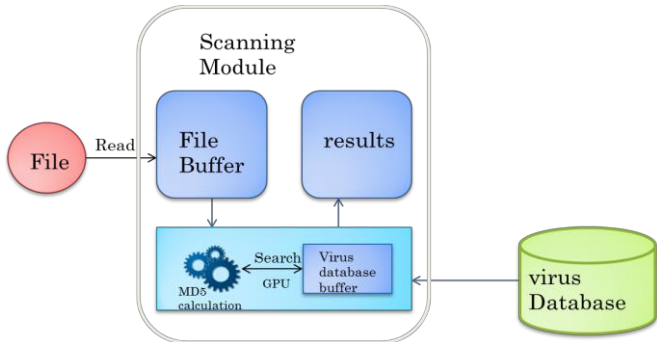 Scanning
Module
File
Read
File
Buffer
results
MD5
calculation
Search
GPU
Virus
database
buffer
virus
Database